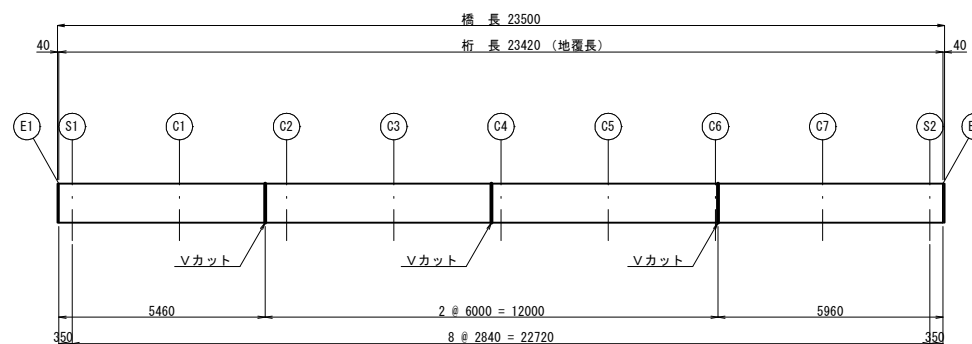 橋 長 23500
40 桁 長 23420 (地覆長) 40
E1 S1 C1 C2 C3 C4 C5 C6 C7 S2 E
Vカット Vカット Vカット
5460 2 @ 6000 = 12000 5960
350 8 @ 2840 = 22720 350